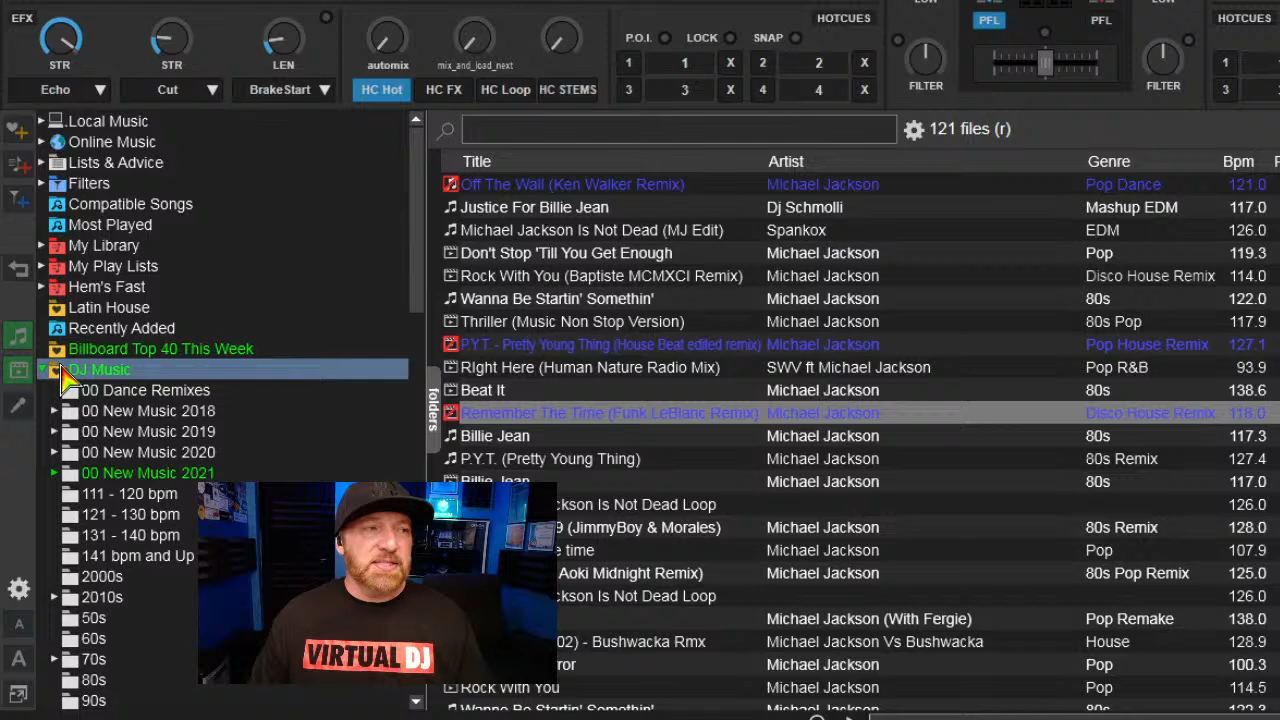 EFX
HOTCUES
LOW
LOW
HOTCUES
STR
STR
LEN
automix
mix_and_load_next
P.O.I.
LOCK
SNAP
PFL
PFL
Echo
Cut
BrakeStart
HC Hot
HC FX
HC Loop
HC STEMS
1 1 X 2 2 X
3 3 X 4 4 X
FILTER
FILTER
1
3
Local Music
Online Music
Lists & Advice
Filters
Compatible Songs
Most Played
My Library
My Play Lists
Hem's Fast
Latin House
Recently Added
Billboard Top 40 This Week
DJ Music
00 Dance Remixes
00 New Music 2018
00 New Music 2019
00 New Music 2020
00 New Music 2021
111 - 120 bpm
121 - 130 bpm
131 - 140 bpm
141 bpm and Up
2000s
2010s
50s
60s
70s
80s
90s
A
A
folders
121 files (r)
Title Artist Genre Bpm
Off The Wall (Ken Walker Remix) Michael Jackson Pop Dance 121.0
Justice For Billie Jean Dj Schmolli Mashup EDM 117.0
Michael Jackson Is Not Dead (MJ Edit) Spankox EDM 126.0
Don't Stop 'Till You Get Enough Michael Jackson Pop 119.3
Rock With You (Baptiste MCMXCI Remix) Michael Jackson Disco House Remix 114.0
Wanna Be Startin' Somethin' Michael Jackson 80s 122.0
Thriller (Music Non Stop Version) Michael Jackson 80s Pop 117.9
P.Y.T. - Pretty Young Thing (House Beat edited remix) Michael Jackson Pop House Remix 127.1
RIght Here (Human Nature Radio Mix) SWV ft Michael Jackson Pop R&B 93.9
Beat It Michael Jackson 80s 138.6
Remember The Time (Funk LeBlanc Remix) Michael Jackson Disco House Remix 118.0
Billie Jean Michael Jackson 80s 117.3
P.Y.T. (Pretty Young Thing) Michael Jackson 80s Remix 127.4
Billie Jean Michael Jackson 80s 117.0
ckson Is Not Dead Loop 126.0
9 (JimmyBoy & Morales) Michael Jackson 80s Remix 128.0
e time Michael Jackson Pop 107.9
Aoki Midnight Remix) Michael Jackson 80s Pop Remix 125.0
ckson Is Not Dead Loop 126.0
Michael Jackson (With Fergie) Pop Remake 118.0
02) - Bushwacka Rmx Michael Jackson Vs Bushwacka House 128.9
ror Michael Jackson Pop 100.3
Rock With You Michael Jackson Pop 114.5
Wanna Be Startin' Somethin' Michael Jackson 80s 122.3
VIRTUAL DJ